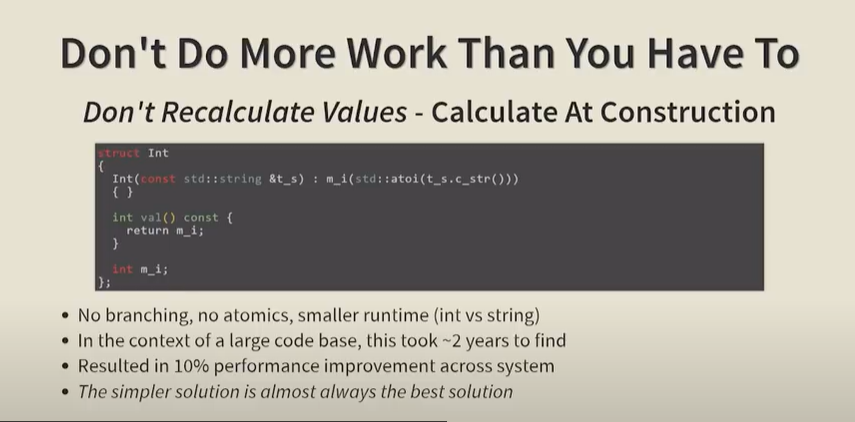 Don't Do More Work Than You Have To
Don't Recalculate Values - Calculate At Construction
struct Int
{
  Int(const std::string &t_s) : m_i(std::atoi(t_s.c_str()))
  { }

  int val() const {
    return m_i;
  }

  int m_i;
};
• No branching, no atomics, smaller runtime (int vs string)
• In the context of a large code base, this took ~2 years to find
• Resulted in 10% performance improvement across system
• The simpler solution is almost always the best solution